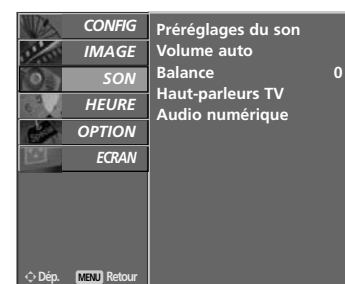 CONFIG
IMAGE
SON
HEURE
OPTION
ECRAN
Préréglages du son
Volume auto
Balance 0
Haut-parleurs TV
Audio numérique
Dép. MENU Retour